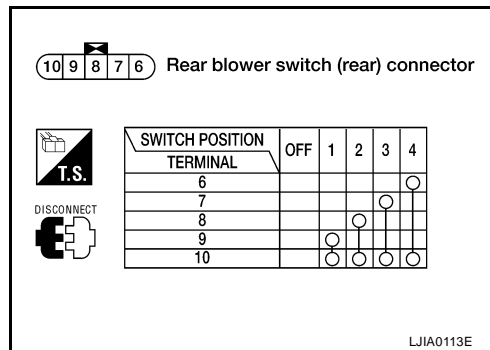 10 9 8 7 6 Rear blower switch (rear) connector
T.S.
DISCONNECT
SWITCH POSITION OFF 1 2 3 4
TERMINAL
6
7
8
9
10
LJIA0113E